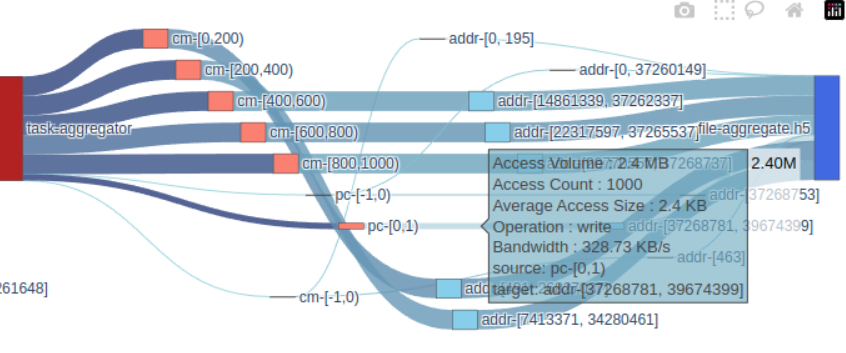 cm-[0,200)
addr-[0, 195]
cm-[200,400)
addr-[0, 37260149]
cm-[400,600)
addr-[14861339, 37262337]
task-aggregator
cm-[600,800)
addr-[22317597, 37265537]
file-aggregate.h5
cm-[800,1000)
Access Volume : 2.4 MB
37268737]
2.40M
Access Count : 1000
pc-[-1,0)
Average Access Size : 2.4 KB
addr-[37268753]
pc-[0,1)
Operation : write
addr-[37268781, 39674399]
Bandwidth : 328.73 KB/s
addr-[463]
source: pc-[0,1)
261648]
target: addr-[37268781, 39674399]
cm-[-1,0)
addr-[7413371, 34280461]